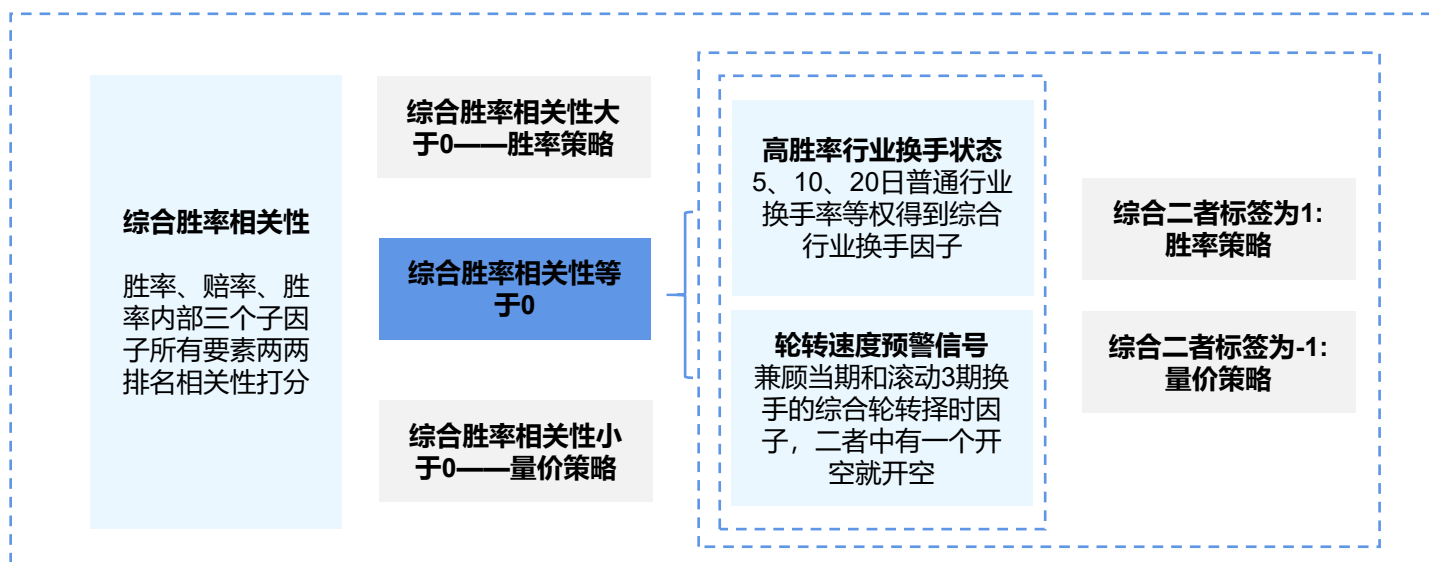 综合胜率相关性
胜率、赔率、胜
率内部三个子因
子所有要素两两
排名相关性打分
综合胜率相关性大
于0——胜率策略
综合胜率相关性等
于0
综合胜率相关性小
于0——量价策略
高胜率行业换手状态
5、10、20日普通行业
换手率等权得到综合
行业换手因子
轮转速度预警信号
兼顾当期和滚动3期换
手的综合轮转择时因
子，二者中有一个开
空就开空
综合二者标签为1:
胜率策略
综合二者标签为-1:
量价策略